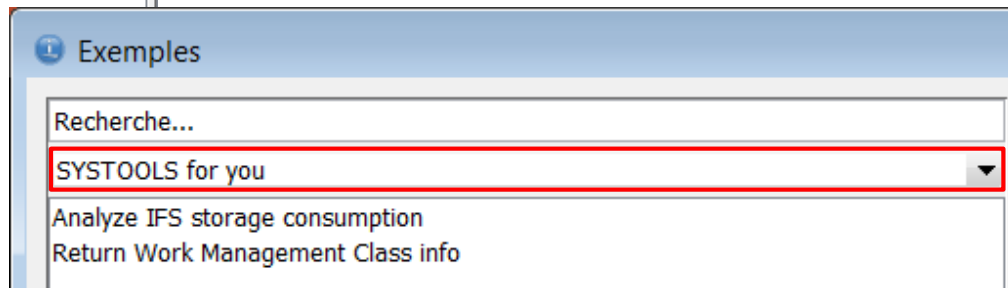 Exemples
Recherche...
SYSTOOLS for you
Analyze IFS storage consumption
Return Work Management Class info